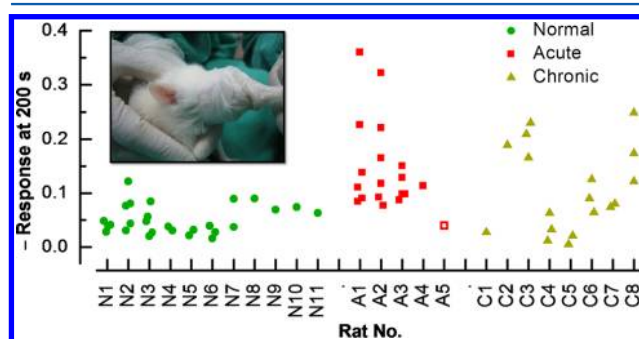 Normal
Acute
Chronic
− Response at 200 s
0.4
0.3
0.2
0.1
0.0
N1 N2 N3 N4 N5 N6 N7 N8 N9 N10 N11 A1 A2 A3 A4 A5 C1 C2 C3 C4 C5 C6 C7 C8
Rat No.